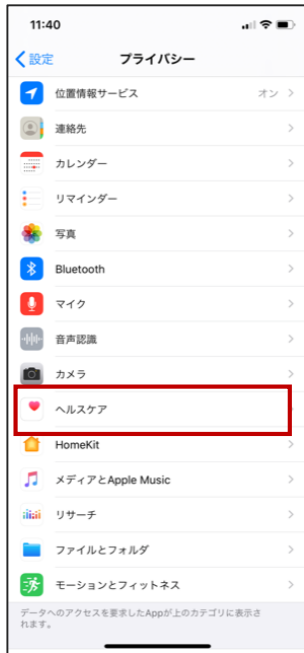 11:40
設定
プライバシー
位置情報サービス
オン
連絡先
カレンダー
リマインダー
写真
Bluetooth
マイク
音声認識
カメラ
ヘルスケア
HomeKit
メディアとApple Music
リサーチ
ファイルとフォルダ
モーションとフィットネス
データへのアクセスを要求したAppが上のカテゴリに表示さ
れます。